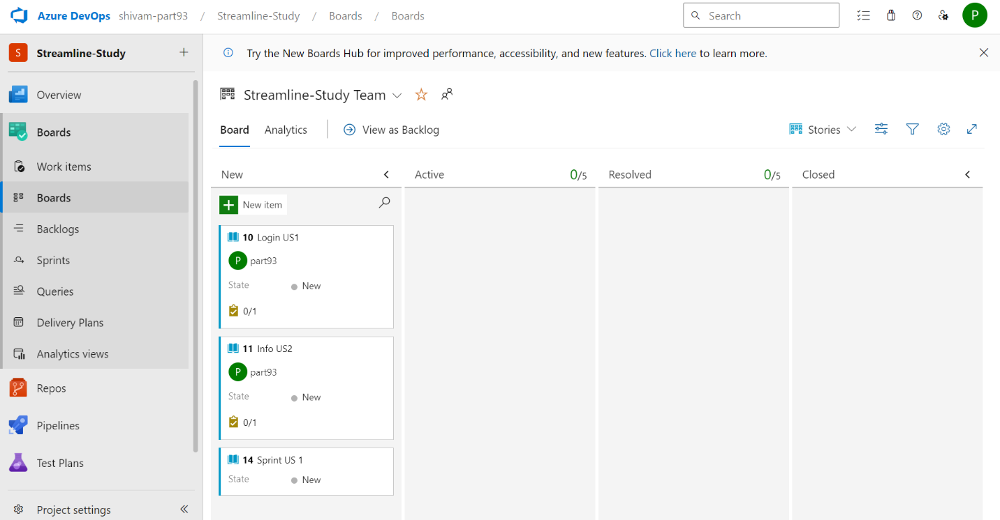 Azure DevOps shivam-part93 / Streamline-Study / Boards / Boards
Search
P
S Streamline-Study
Overview
Boards
Work items
Boards
Backlogs
Sprints
Queries
Delivery Plans
Analytics views
Repos
Pipelines
Test Plans
Project settings
Try the New Boards Hub for improved performance, accessibility, and new features. Click here to learn more.
Streamline-Study Team
Board Analytics View as Backlog
Stories
New Active 0/5 Resolved 0/5 Closed
New item
10 Login US1
P part93
State New
0/1
11 Info US2
P part93
State New
0/1
14 Sprint US 1
State New